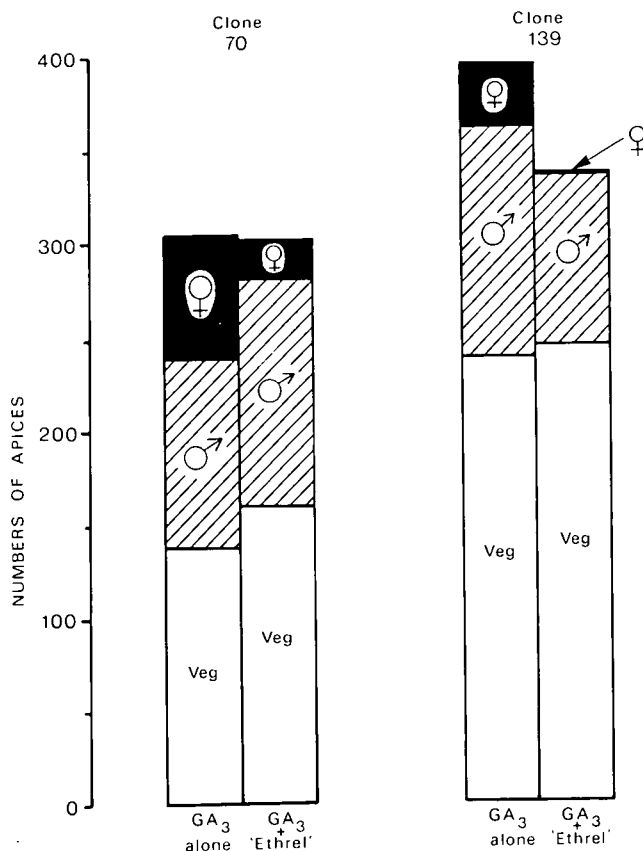 Clone
70
Clone
139
400
300
200
100
0
NUMBERS OF APICES
♀
♀
♀
♀
♂
♂
♂
♂
Veg
Veg
Veg
Veg
GA₃
alone
GA₃
+
'Ethrel'
GA₃
alone
GA₃
+
'Ethrel'